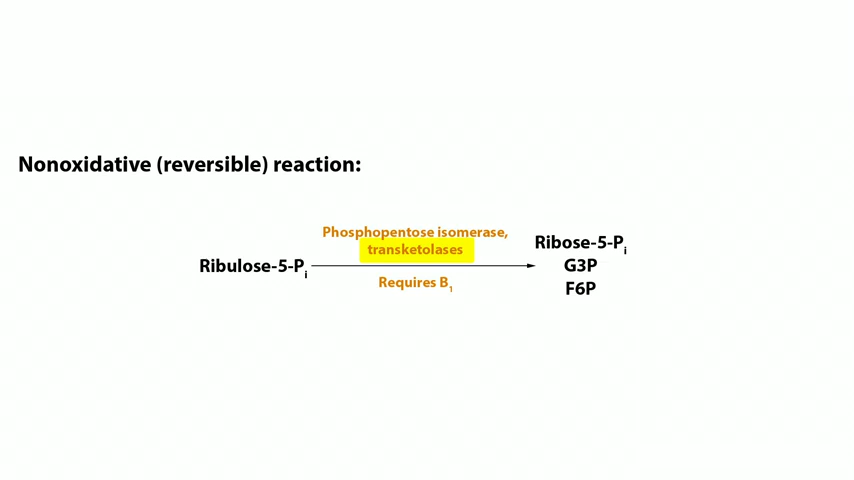 Nonoxidative (reversible) reaction:
Phosphopentose isomerase,
transketolases
Ribulose-5-Pi
Requires B1
Ribose-5-Pi
G3P
F6P